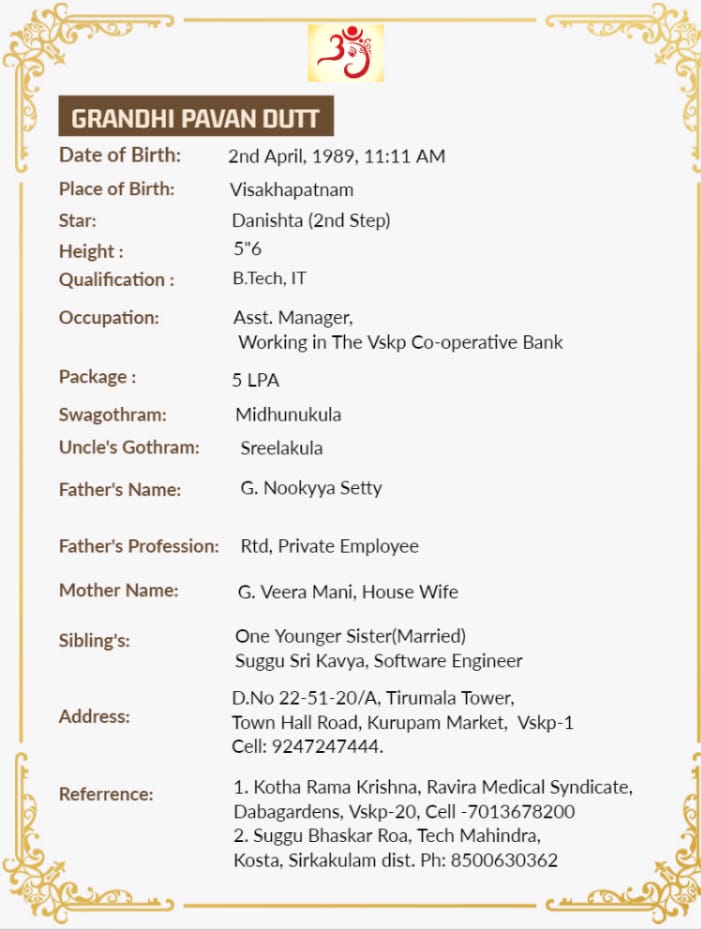 ॐ
GRANDHI PAVAN DUTT
Date of Birth: 2nd April, 1989, 11:11 AM
Place of Birth: Visakhapatnam
Star: Danishta (2nd Step)
Height : 5"6
Qualification : B.Tech, IT
Occupation: Asst. Manager,
Working in The Vskp Co-operative Bank
Package : 5 LPA
Swagothram: Midhunukula
Uncle's Gothram: Sreelakula
Father's Name: G. Nookyya Setty
Father's Profession: Rtd, Private Employee
Mother Name: G. Veera Mani, House Wife
Sibling's: One Younger Sister(Married)
Suggu Sri Kavya, Software Engineer
D.No 22-51-20/A, Tirumala Tower,
Address: Town Hall Road, Kurupam Market, Vskp-1
Cell: 9247247444.
Referrence: 1. Kotha Rama Krishna, Ravira Medical Syndicate,
Dabagardens, Vskp-20, Cell -7013678200
2. Suggu Bhaskar Roa, Tech Mahindra,
Kosta, Sirkakulam dist. Ph: 8500630362